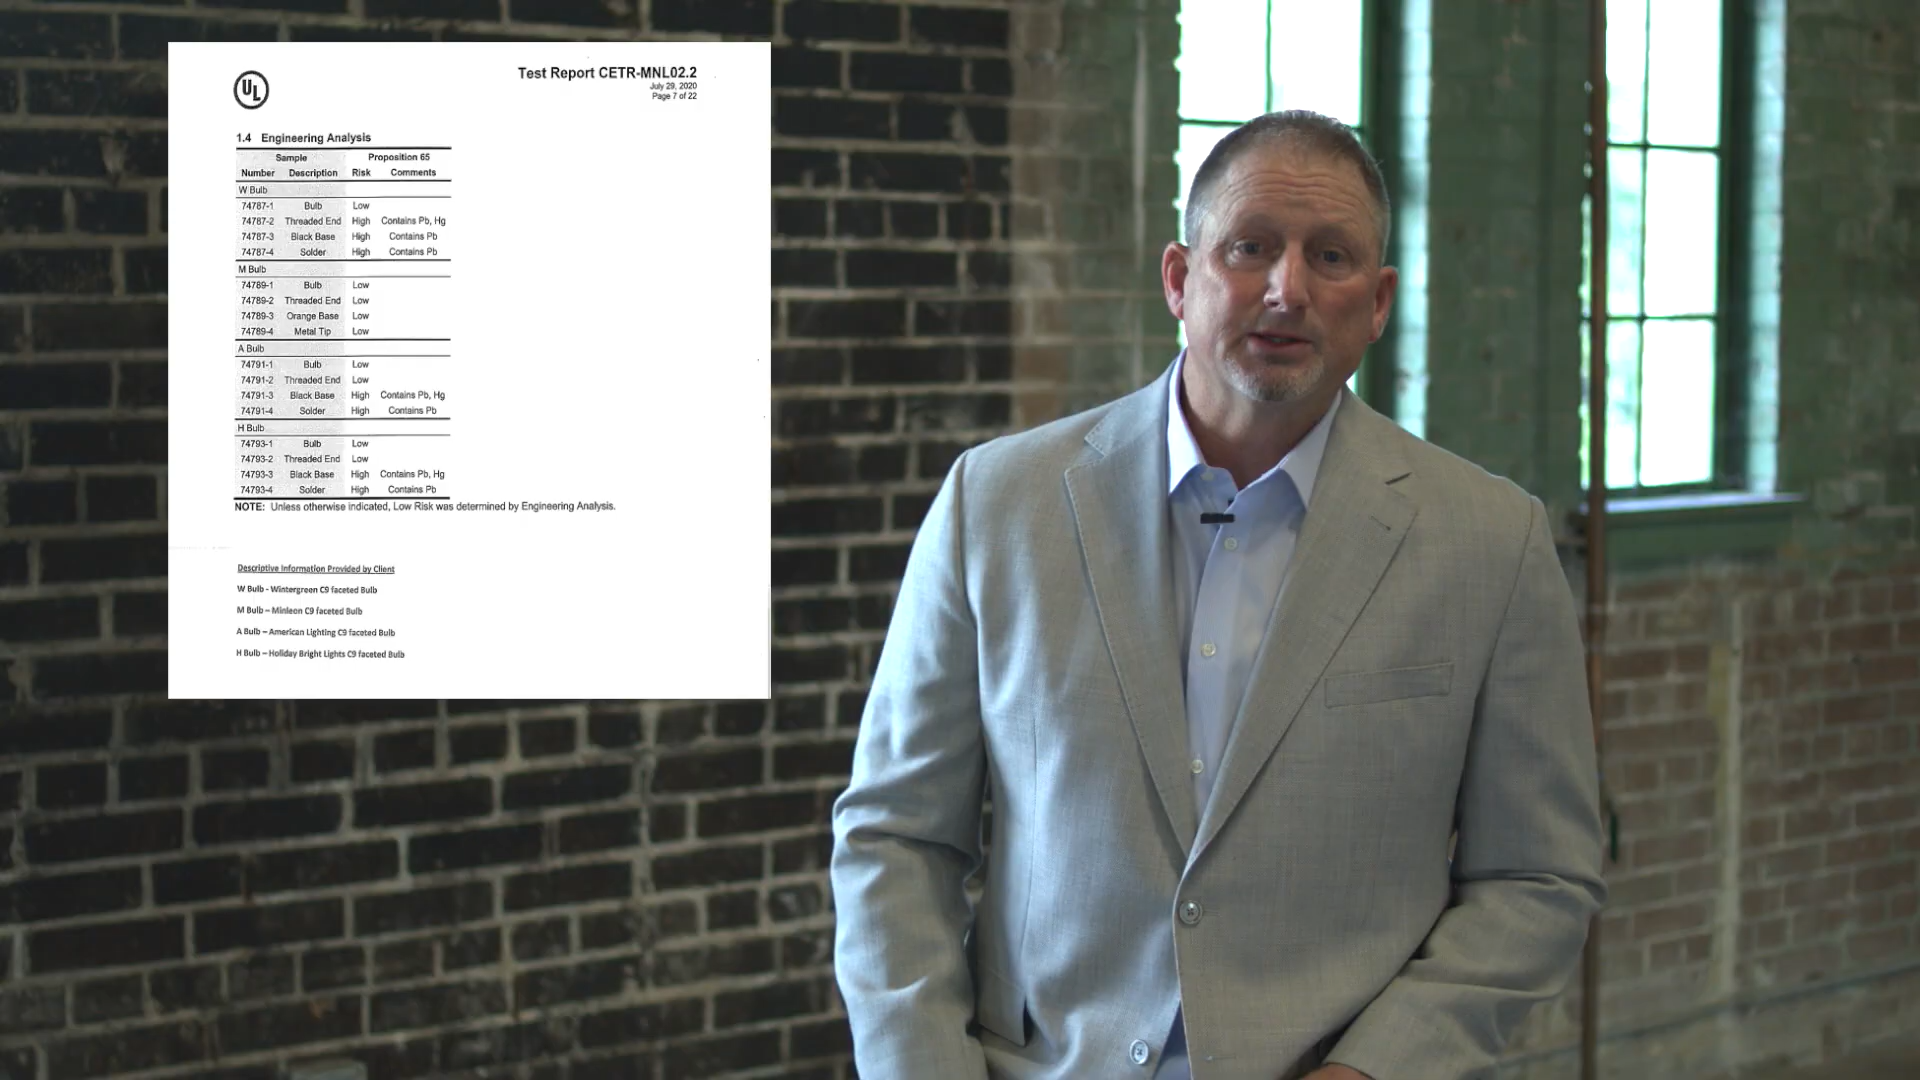 UL
Test Report CETR-MNL02.2
July 29, 2020
Page 7 of 22
1.4 Engineering Analysis
Sample Proposition 65
Number Description Risk Comments
W Bulb
74787-1 Bulb Low
74787-2 Threaded End High Contains Pb, Hg
74787-3 Black Base High Contains Pb
74787-4 Solder High Contains Pb
M Bulb
74789-1 Bulb Low
74789-2 Threaded End Low
74789-3 Orange Base Low
74789-4 Metal Tip Low
A Bulb
74791-1 Bulb Low
74791-2 Threaded End Low
74791-3 Black Base High Contains Pb, Hg
74791-4 Solder High Contains Pb
H Bulb
74793-1 Bulb Low
74793-2 Threaded End Low
74793-3 Black Base High Contains Pb, Hg
74793-4 Solder High Contains Pb
NOTE: Unless otherwise indicated, Low Risk was determined by Engineering Analysis.
Descriptive Information Provided by Client
W Bulb - Wintergreen C9 faceted Bulb
M Bulb – Minleon C9 faceted Bulb
A Bulb – American Lighting C9 faceted Bulb
H Bulb – Holiday Bright Lights C9 faceted Bulb